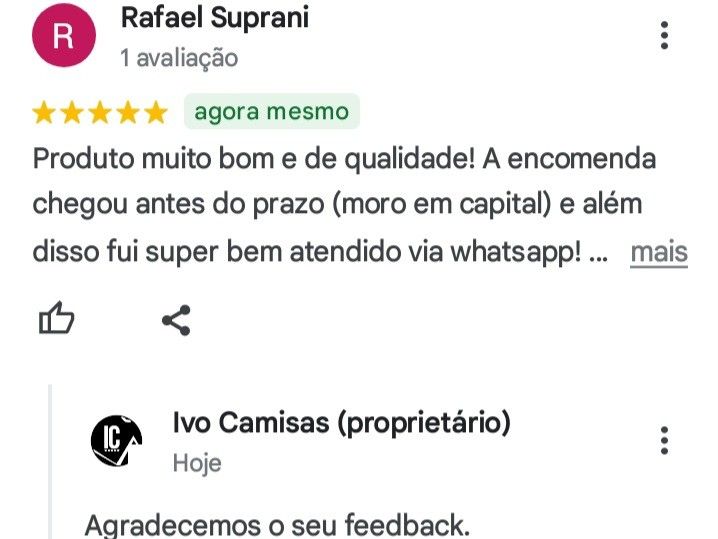 R
Rafael Suprani
1 avaliação
agora mesmo
Produto muito bom e de qualidade! A encomenda
chegou antes do prazo (moro em capital) e além
disso fui super bem atendido via whatsapp! ... mais
IC
Ivo Camisas (proprietário)
Hoje
Agradecemos o seu feedback.